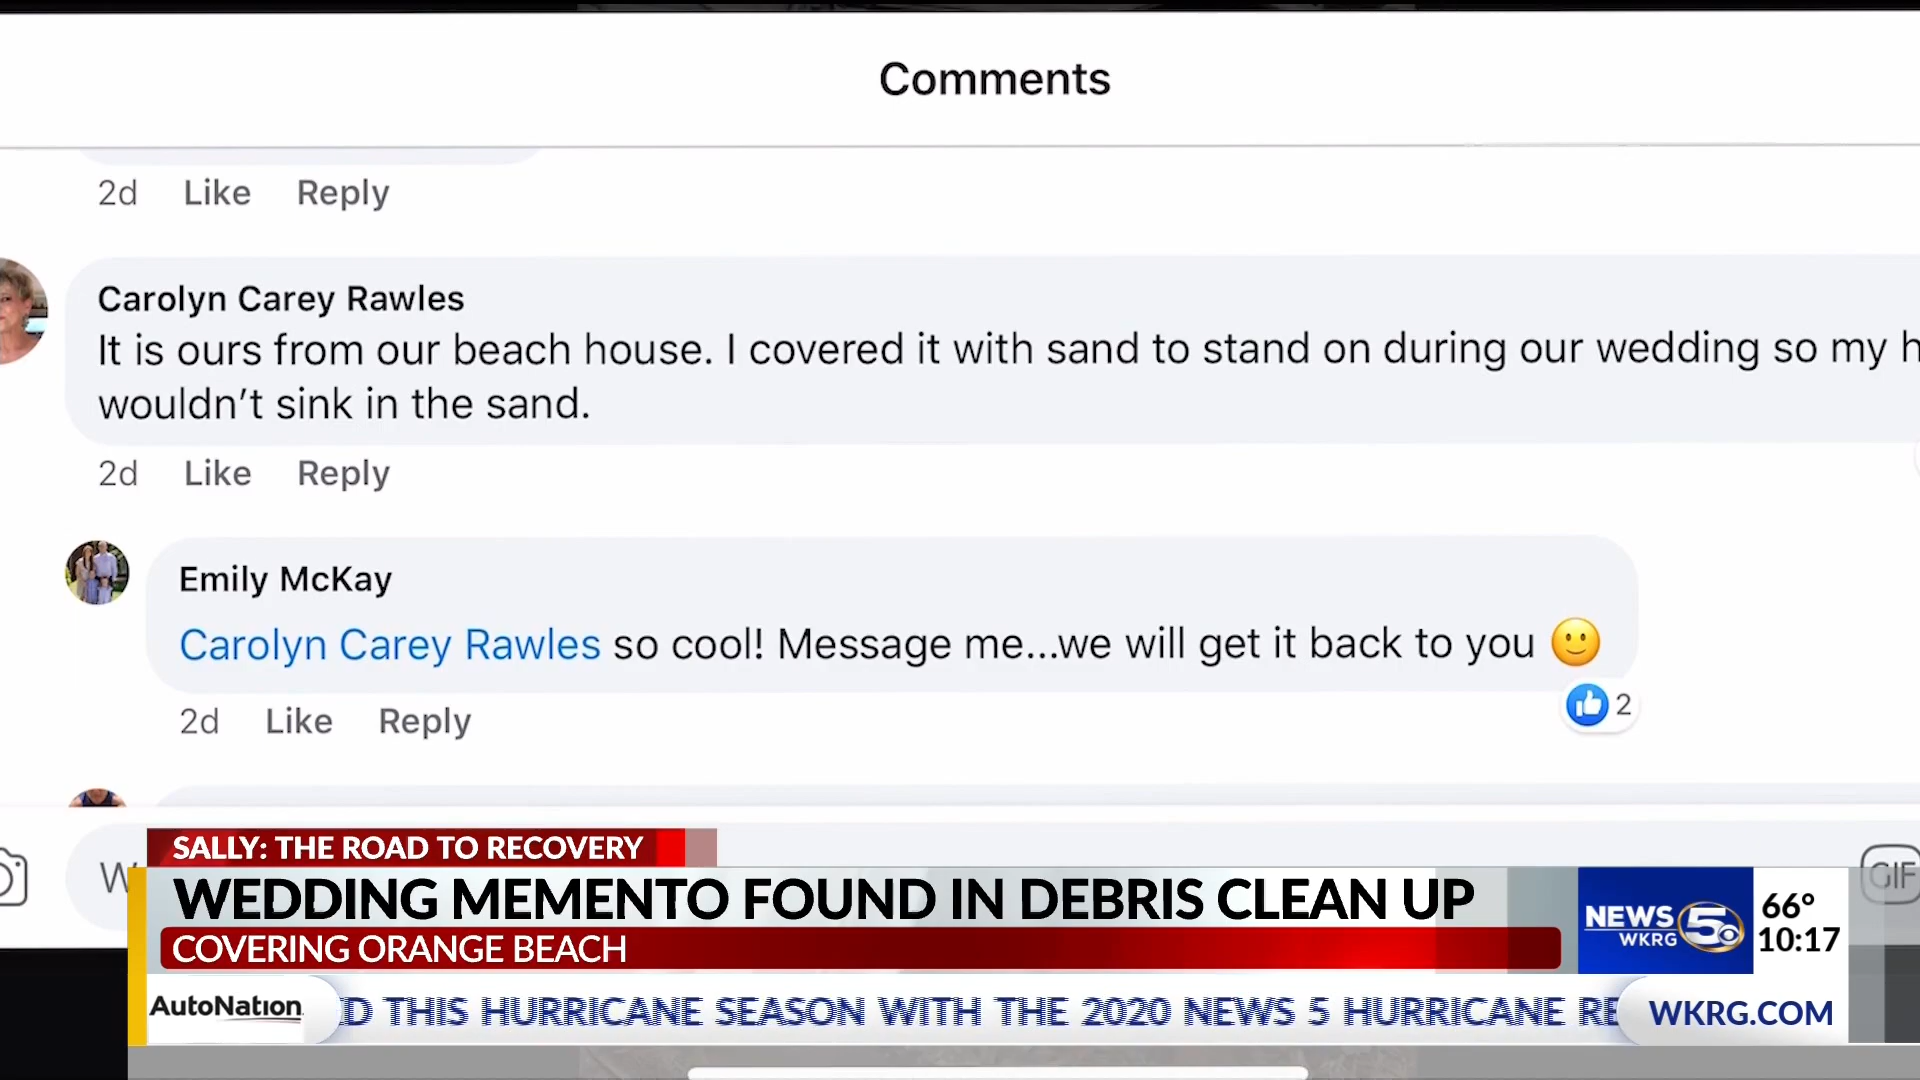 Comments
2d Like Reply
Carolyn Carey Rawles
It is ours from our beach house. I covered it with sand to stand on during our wedding so my
wouldn't sink in the sand.
2d Like Reply
Emily McKay
Carolyn Carey Rawles so cool! Message me...we will get it back to you 🙂
2
2d Like Reply
GIF
SALLY: THE ROAD TO RECOVERY
WEDDING MEMENTO FOUND IN DEBRIS CLEAN UP
COVERING ORANGE BEACH
NEWS 5
WKRG
66°
10:17
AutoNation
THIS HURRICANE SEASON WITH THE 2020 NEWS 5 HURRICANE
WKRG.COM